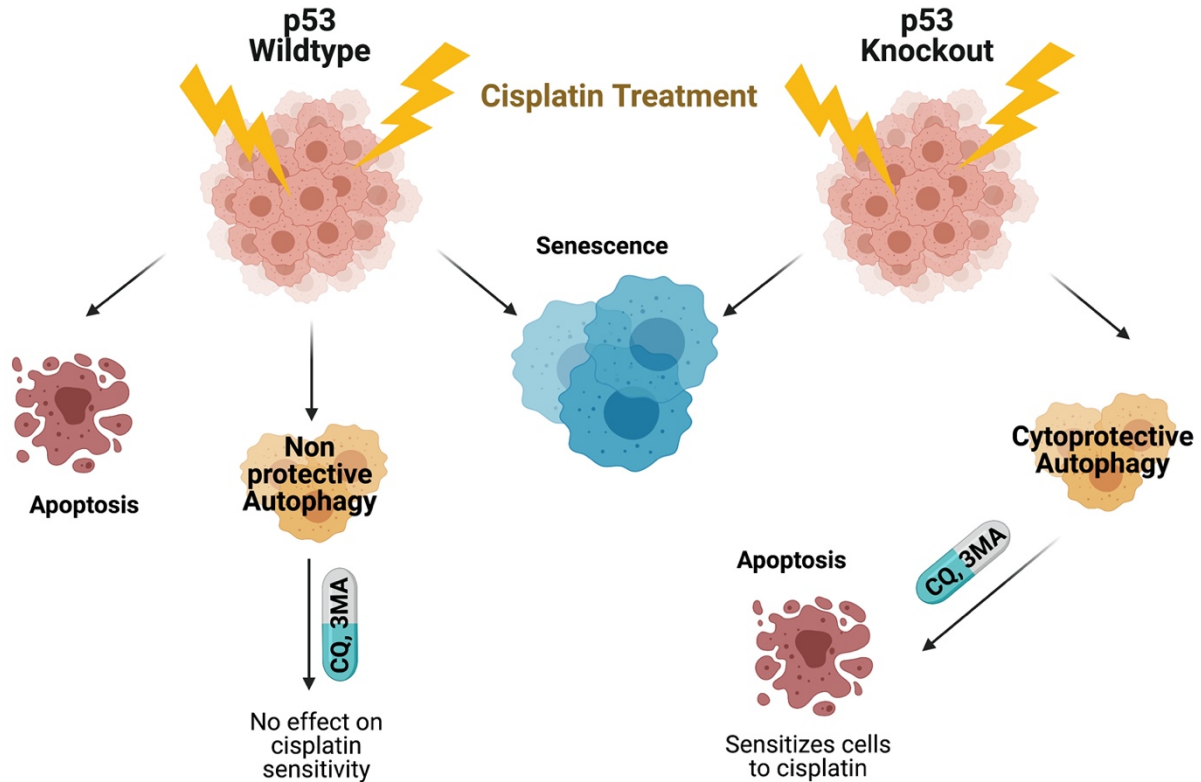 p53
Wildtype
p53
Knockout
Cisplatin Treatment
Senescence
Apoptosis
Non
protective
Autophagy
Cytoprotective
Autophagy
CQ, 3MA
CQ, 3MA
Apoptosis
No effect on
cisplatin
sensitivity
Sensitizes cells
to cisplatin